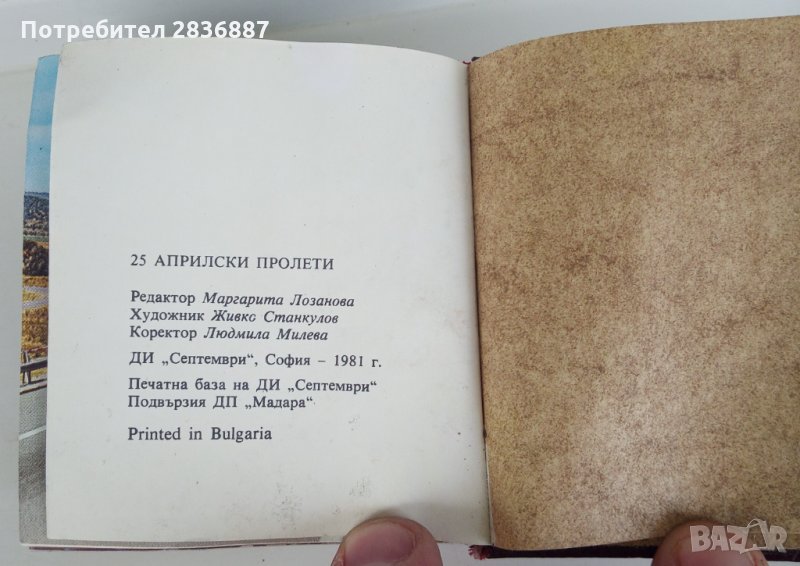 Потребител 2836887
25 АПРИЛСКИ ПРОЛЕТИ
Редактор Маргарита Лозанова
Художник Живко Станкулов
Коректор Людмила Милева
ДИ „Септември“, София – 1981 г.
Печатна база на ДИ „Септември“
Подвързия ДП „Мадара“
Printed in Bulgaria
BAZAR